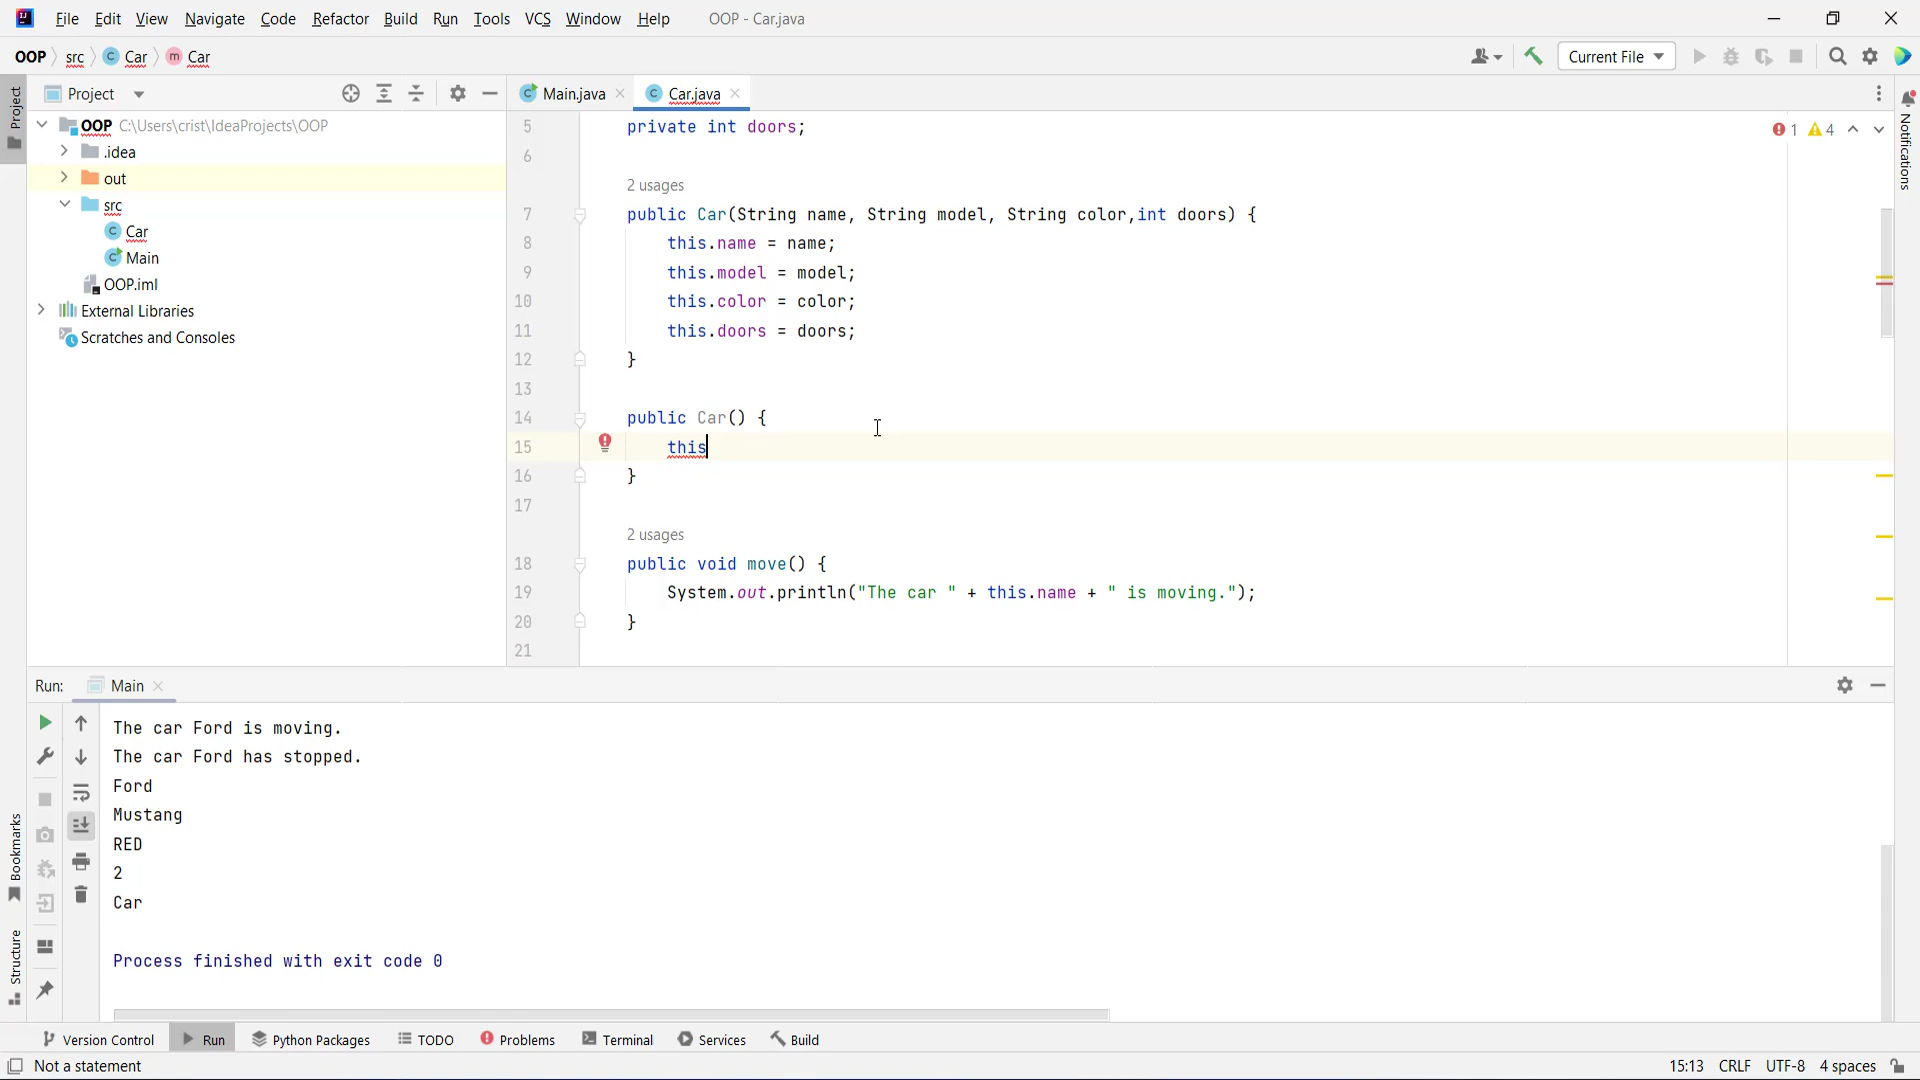 File Edit View Navigate Code Refactor Build Run Tools VCS Window Help OOP - Car.java
OOP src Car Car Current File
Project Main.java Car.java
OOP C:\Users\crist\IdeaProjects\OOP
.idea
out
src
Car
Main
OOP.iml
External Libraries
Scratches and Consoles
Project
Bookmarks
Structure
5 private int doors;
1 4
6
2 usages
7 public Car(String name, String model, String color,int doors) {
8 this.name = name;
9 this.model = model;
10 this.color = color;
11 this.doors = doors;
12 }
13
14 public Car() {
15 this
16 }
17
2 usages
18 public void move() {
19 System.out.println("The car " + this.name + " is moving.");
20 }
21
Notifications
Run: Main
The car Ford is moving.
The car Ford has stopped.
Ford
Mustang
RED
2
Car
Process finished with exit code 0
Version Control Run Python Packages TODO Problems Terminal Services Build
Not a statement 15:13 CRLF UTF-8 4 spaces